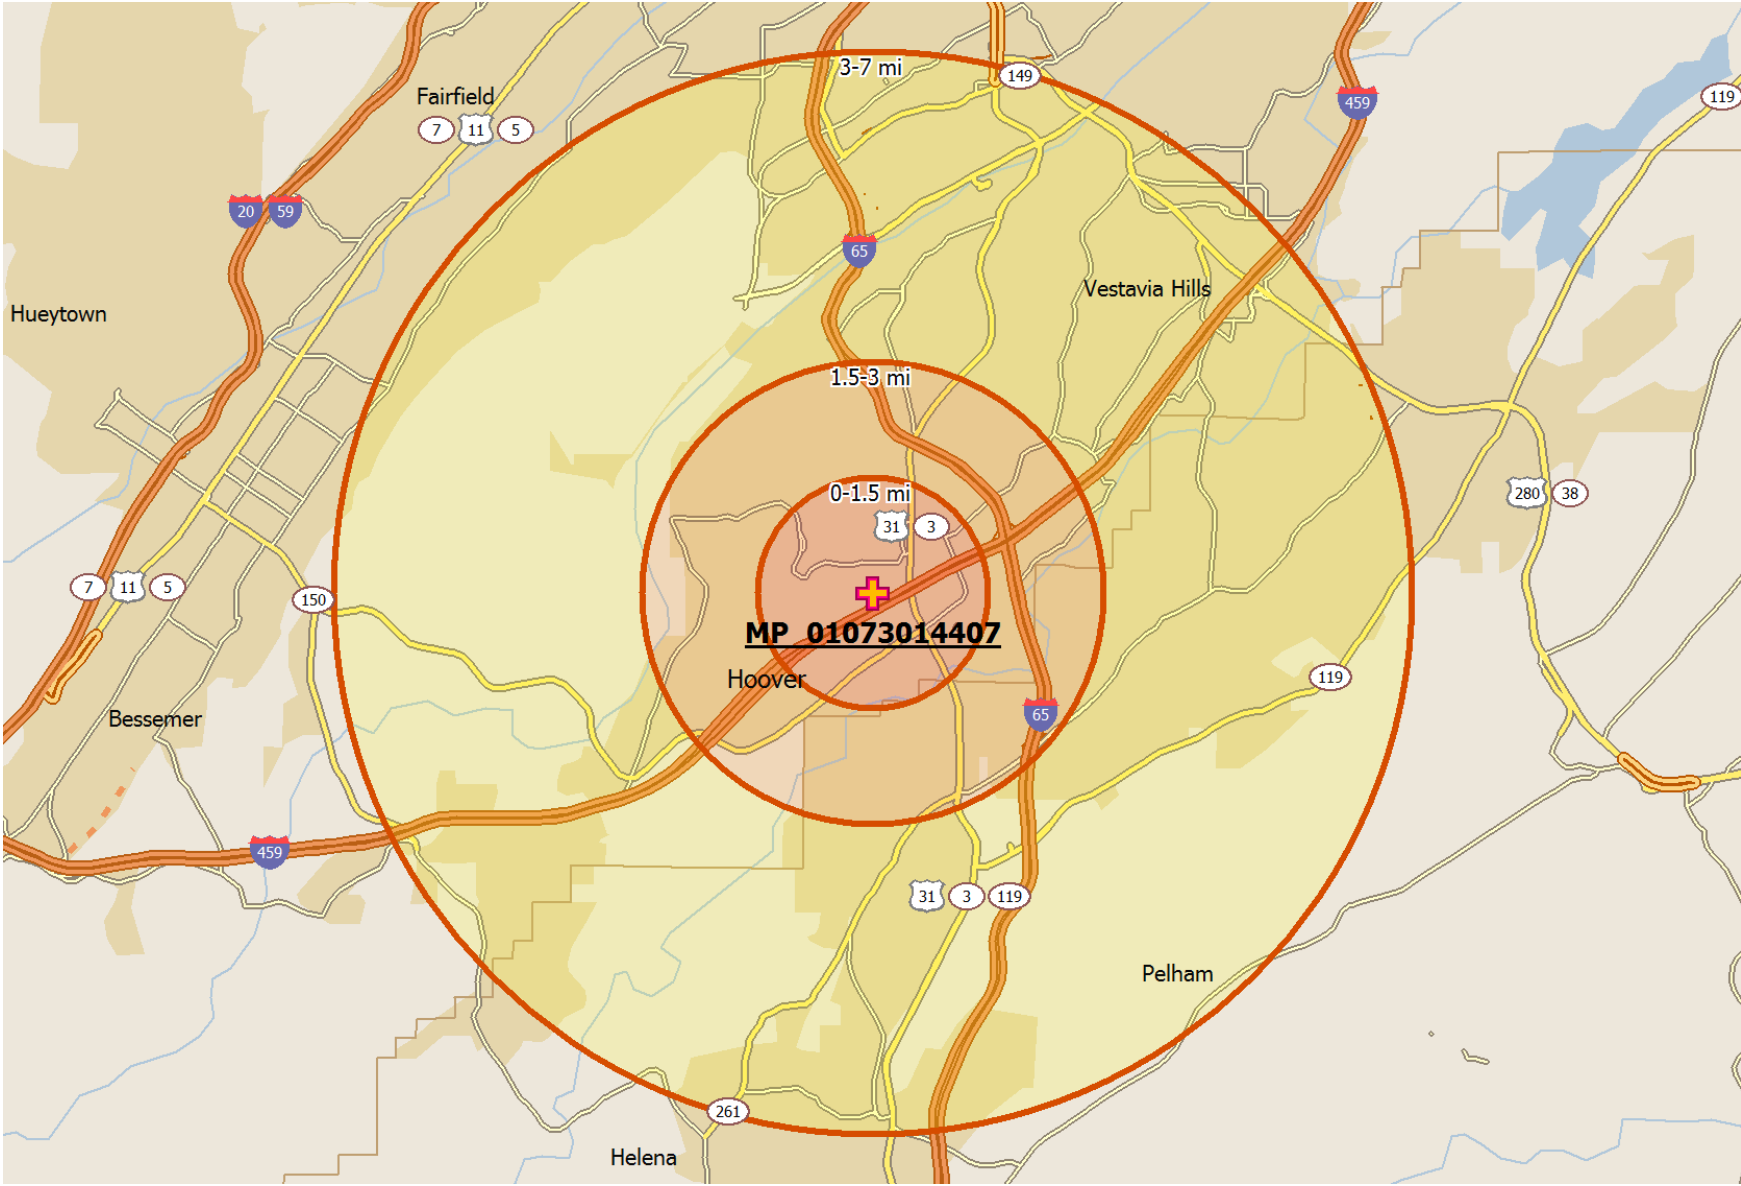 3-7 mi
149
119
459
Fairfield
7 11 5
20 59
65
Vestavia Hills
Hueytown
1.5-3 mi
0-1.5 mi
280 38
31 3
7 11 5
150
MP_01073014407
Hoover
119
Bessemer
65
459
31 3 119
Pelham
261
Helena